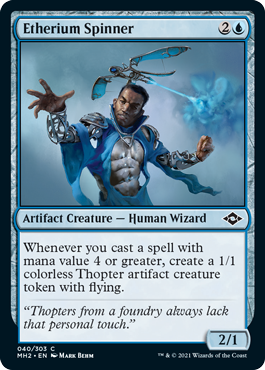 Etherium Spinner 2
Artifact Creature — Human Wizard
Whenever you cast a spell with
mana value 4 or greater, create a 1/1
colorless Thopter artifact creature
token with flying.
“Thopters from a foundry always lack
that personal touch.”
2/1
040/303 C
MH2 • EN Mark Behm
™ & © 2021 Wizards of the Coast